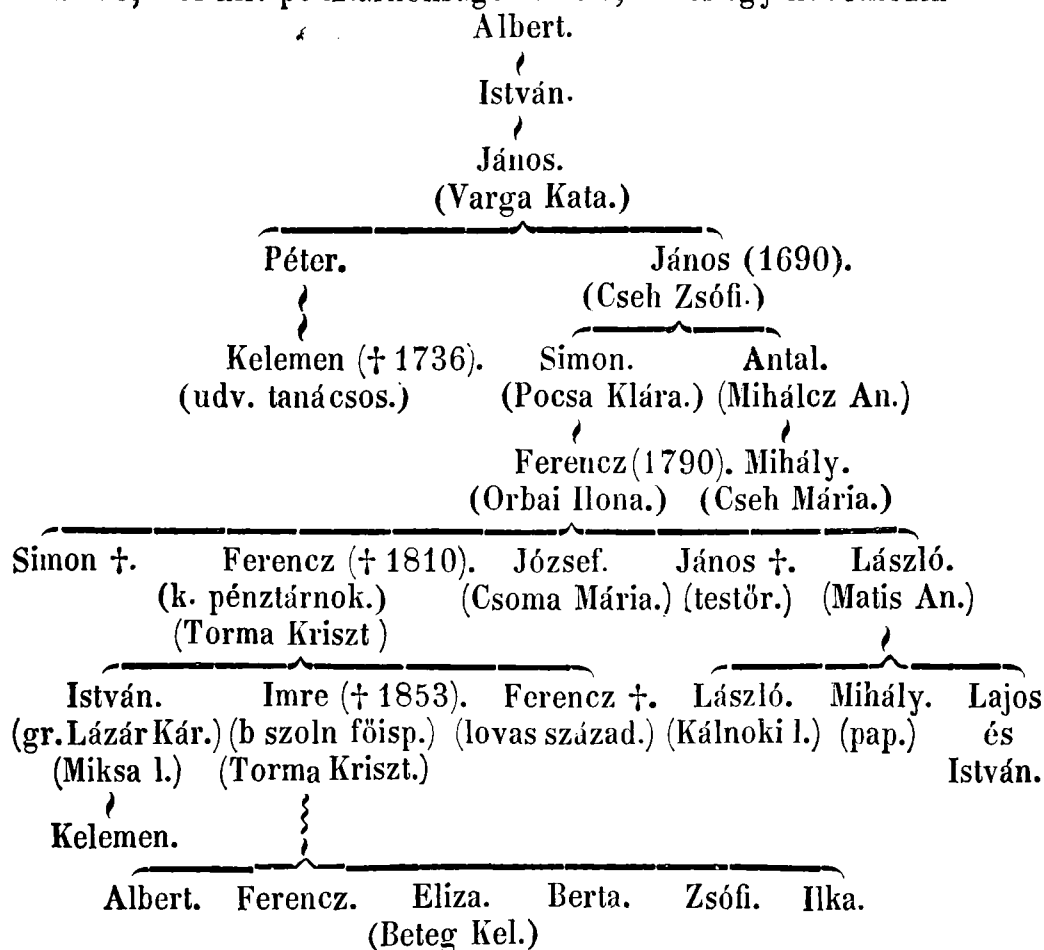 Albert.
István.
János.
(Varga Kata.)
Péter. János (1690).
(Cseh Zsófi.)
Kelemen († 1736). Simon. Antal.
(udv. tanácsos.) (Pocsa Klára.) (Mihálcz An.)
Ferencz (1790). Mihály.
(Orbai Ilona.) (Cseh Mária.)
Simon †. Ferencz († 1810). József. János †. László.
(k. pénztárnok.) (Csoma Mária.) (testőr.) (Matis An.)
(Torma Kriszt )
István. Imre († 1853). Ferencz †. László. Mihály. Lajos
(gr. Lázár Kár.) (b szoln főisp.) (lovas század.) (Kálnoki l.) (pap.) és
(Miksa l.) (Torma Kriszt.) István.
Kelemen.
Albert. Ferencz. Eliza. Berta. Zsófi. Ilka.
(Beteg Kel.)